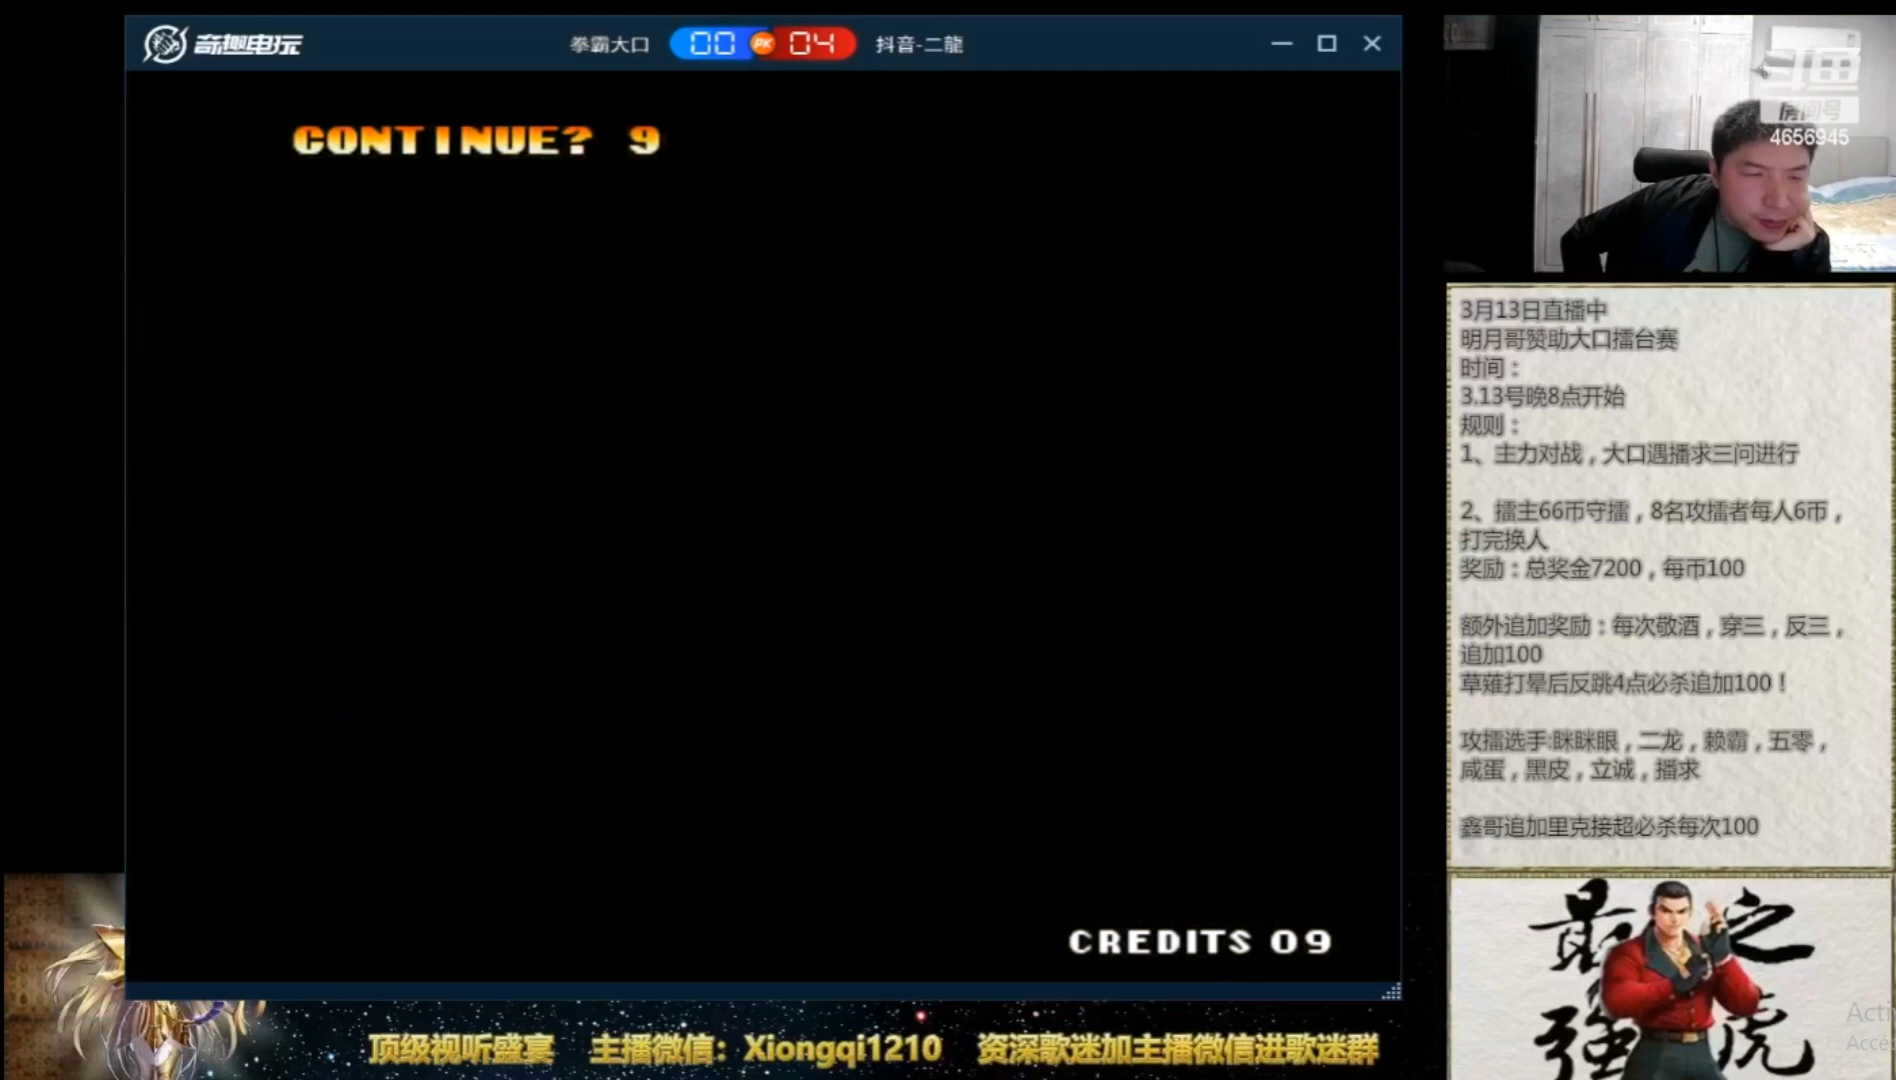 奇趣电玩
拳霸大口 00 PK 04 抖音-二龍
CONTINUE? 9
CREDITS 09
斗鱼
房间号
4656945
3月13日直播中
明月哥赞助大口擂台赛
时间：
3.13号晚8点开始
规则：
1、主力对战，大口遇播求三问进行
2、擂主66币守擂，8名攻擂者每人6币，
打完换人
奖励：总奖金7200，每币100
额外追加奖励：每次敬酒，穿三，反三，
追加100
草薙打晕后反跳4点必杀追加100！
攻擂选手:眯眯眼，二龙，赖霸，五零，
咸蛋，黑皮，立诚，播求
鑫哥追加里克接超必杀每次100
最之
强虎
Acti
Accé
顶级视听盛宴 主播微信：Xiongqi1210 资深歌迷加主播微信进歌迷群